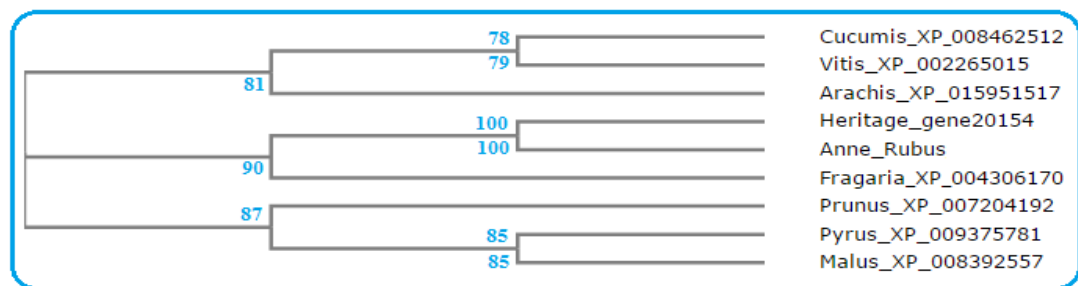 78 Cucumis_XP_008462512
79 Vitis_XP_002265015
81 Arachis_XP_015951517
100 Heritage_gene20154
100 Anne_Rubus
90 Fragaria_XP_004306170
87 Prunus_XP_007204192
85 Pyrus_XP_009375781
85 Malus_XP_008392557